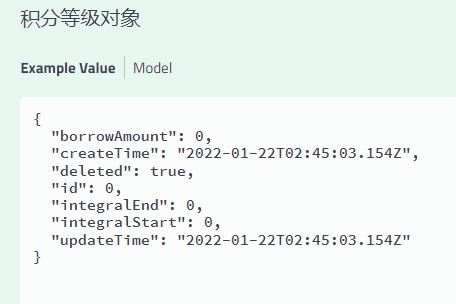 积分等级对象
Example Value Model
{
"borrowAmount": 0,
"createTime": "2022-01-22T02:45:03.154Z",
"deleted": true,
"id": 0,
"integralEnd": 0,
"integralStart": 0,
"updateTime": "2022-01-22T02:45:03.154Z"
}